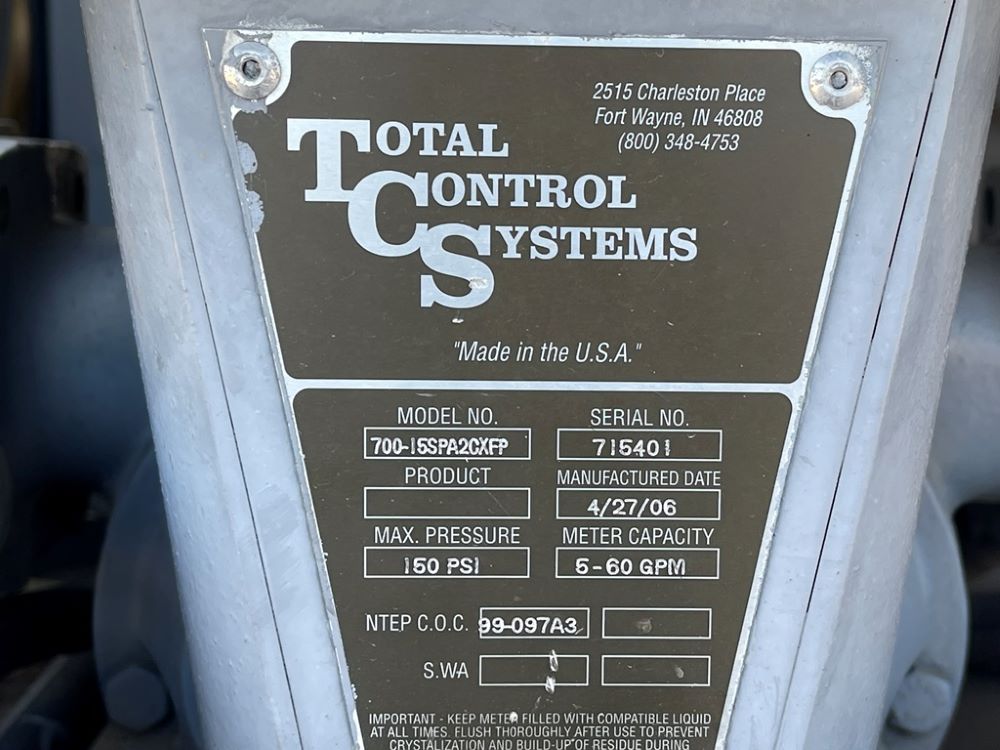 2515 Charleston Place
Fort Wayne, IN 46808
(800) 348-4753
TOTAL
CONTROL
SYSTEMS
"Made in the U.S.A."
MODEL NO. SERIAL NO.
700-15SPA2CXFP 715401
PRODUCT MANUFACTURED DATE
4/27/06
MAX. PRESSURE METER CAPACITY
150 PSI 5-60 GPM
NTEP C.O.C. 99-097A3
S.WA
IMPORTANT - KEEP METER FILLED WITH COMPATIBLE LIQUID
AT ALL TIMES. FLUSH THOROUGHLY AFTER USE TO PREVENT
CRYSTALIZATION AND BUILD-UP OF RESIDUE DURING